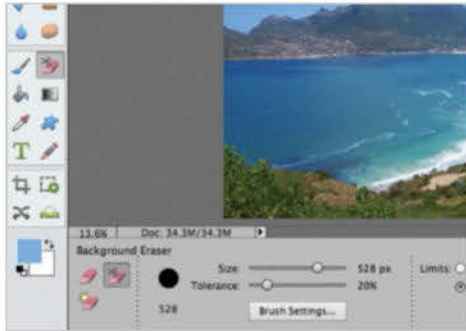 T
13.6% Doc: 34.3M/34.3M
Background Eraser
Size: 528 px Limits:
Tolerance: 20%
528 Brush Settings...